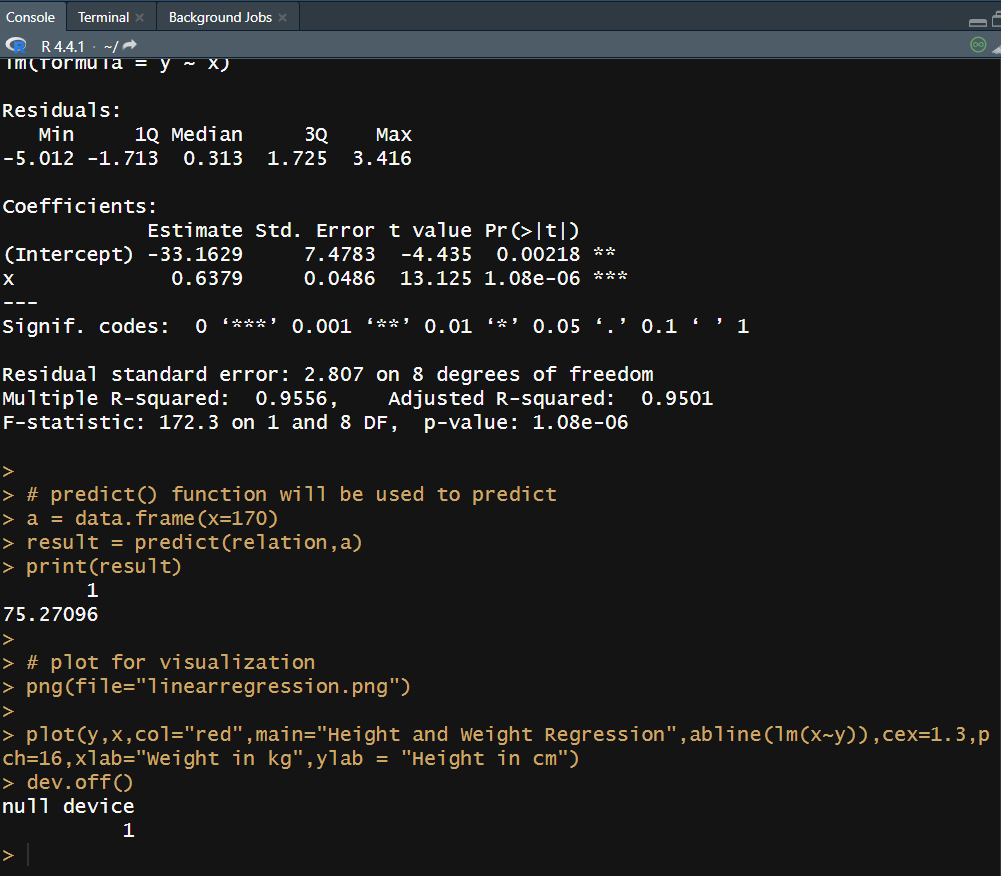 Console Terminal Background Jobs
R 4.4.1 · ~/
lm(formula = y ~ x)
Residuals:
    Min      1Q  Median      3Q     Max
-5.012 -1.713  0.313  1.725  3.416
Coefficients:
            Estimate Std. Error t value Pr(>|t|)
(Intercept) -33.1629     7.4783  -4.435  0.00218 **
x             0.6379     0.0486  13.125 1.08e-06 ***
---
Signif. codes:  0 ‘***’ 0.001 ‘**’ 0.01 ‘*’ 0.05 ‘.’ 0.1 ‘ ’ 1
Residual standard error: 2.807 on 8 degrees of freedom
Multiple R-squared:  0.9556,    Adjusted R-squared:  0.9501
F-statistic: 172.3 on 1 and 8 DF,  p-value: 1.08e-06
>
> # predict() function will be used to predict
> a = data.frame(x=170)
> result = predict(relation,a)
> print(result)
       1
75.27096
>
> # plot for visualization
> png(file="linearregression.png")
>
> plot(y,x,col="red",main="Height and Weight Regression",abline(lm(x~y)),cex=1.3,p
ch=16,xlab="Weight in kg",ylab = "Height in cm")
> dev.off()
null device
          1
>